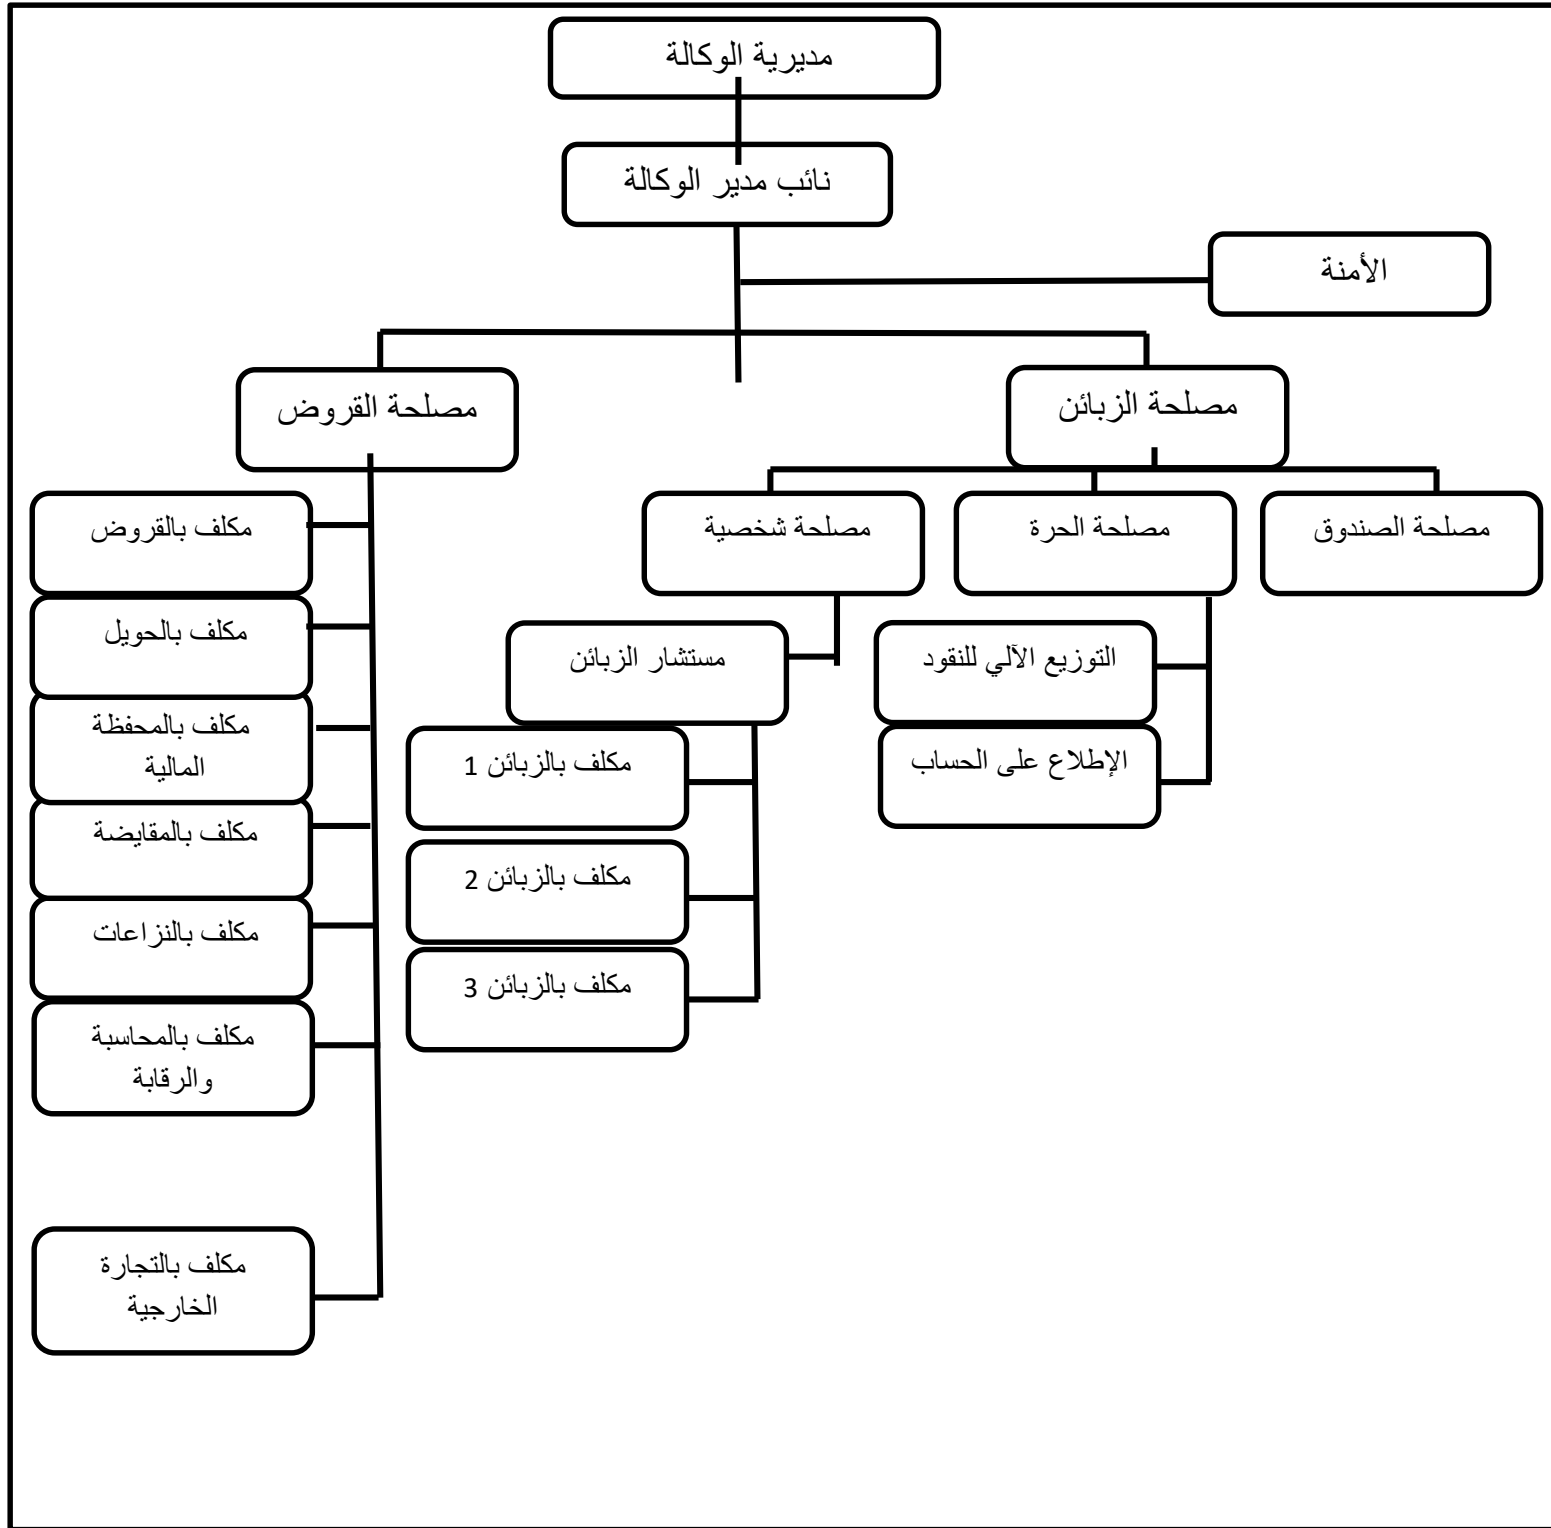 مديرية الوكالة
نائب مدير الوكالة
الأمنة
مصلحة الزبائن
مصلحة القروض
مصلحة الصندوق
مصلحة الحرة
مصلحة شخصية
التوزيع الآلي للنقود
الإطلاع على الحساب
مستشار الزبائن
مكلف بالزبائن 1
مكلف بالزبائن 2
مكلف بالزبائن 3
مكلف بالقروض
مكلف بالحويل
مكلف بالمحفظة
المالية
مكلف بالمقايضة
مكلف بالنزاعات
مكلف بالمحاسبة
والرقابة
مكلف بالتجارة
الخارجية